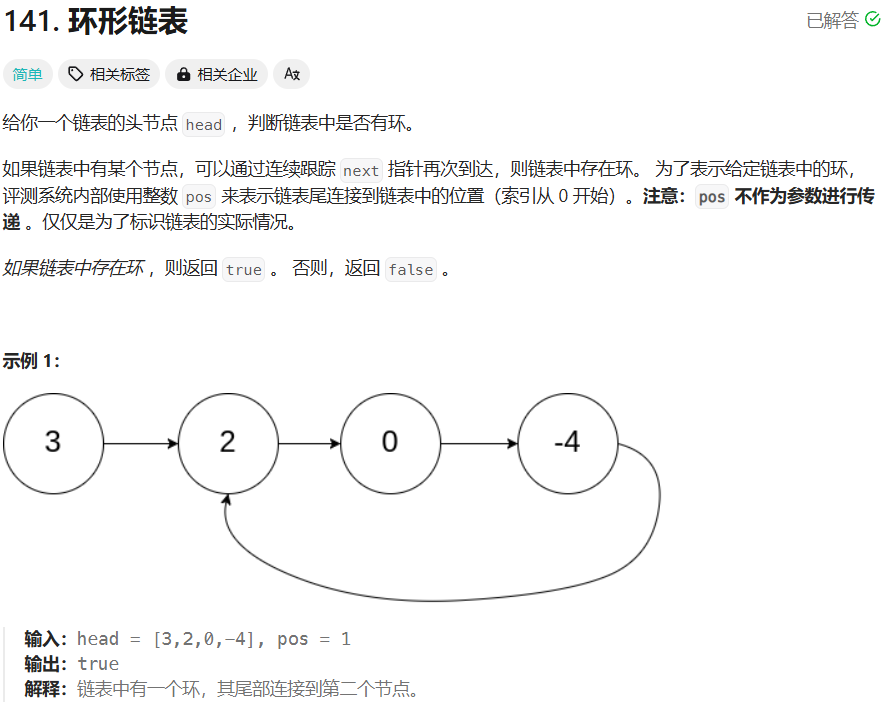 141. 环形链表
已解答
简单 相关标签 相关企业 Aあ
给你一个链表的头节点 head ，判断链表中是否有环。
如果链表中有某个节点，可以通过连续跟踪 next 指针再次到达，则链表中存在环。 为了表示给定链表中的环，
评测系统内部使用整数 pos 来表示链表尾连接到链表中的位置（索引从 0 开始）。注意：pos 不作为参数进行传
递 。仅仅是为了标识链表的实际情况。
如果链表中存在环 ，则返回 true 。 否则，返回 false 。
示例 1：
3 2 0 -4
输入：head = [3,2,0,-4], pos = 1
输出：true
解释：链表中有一个环，其尾部连接到第二个节点。